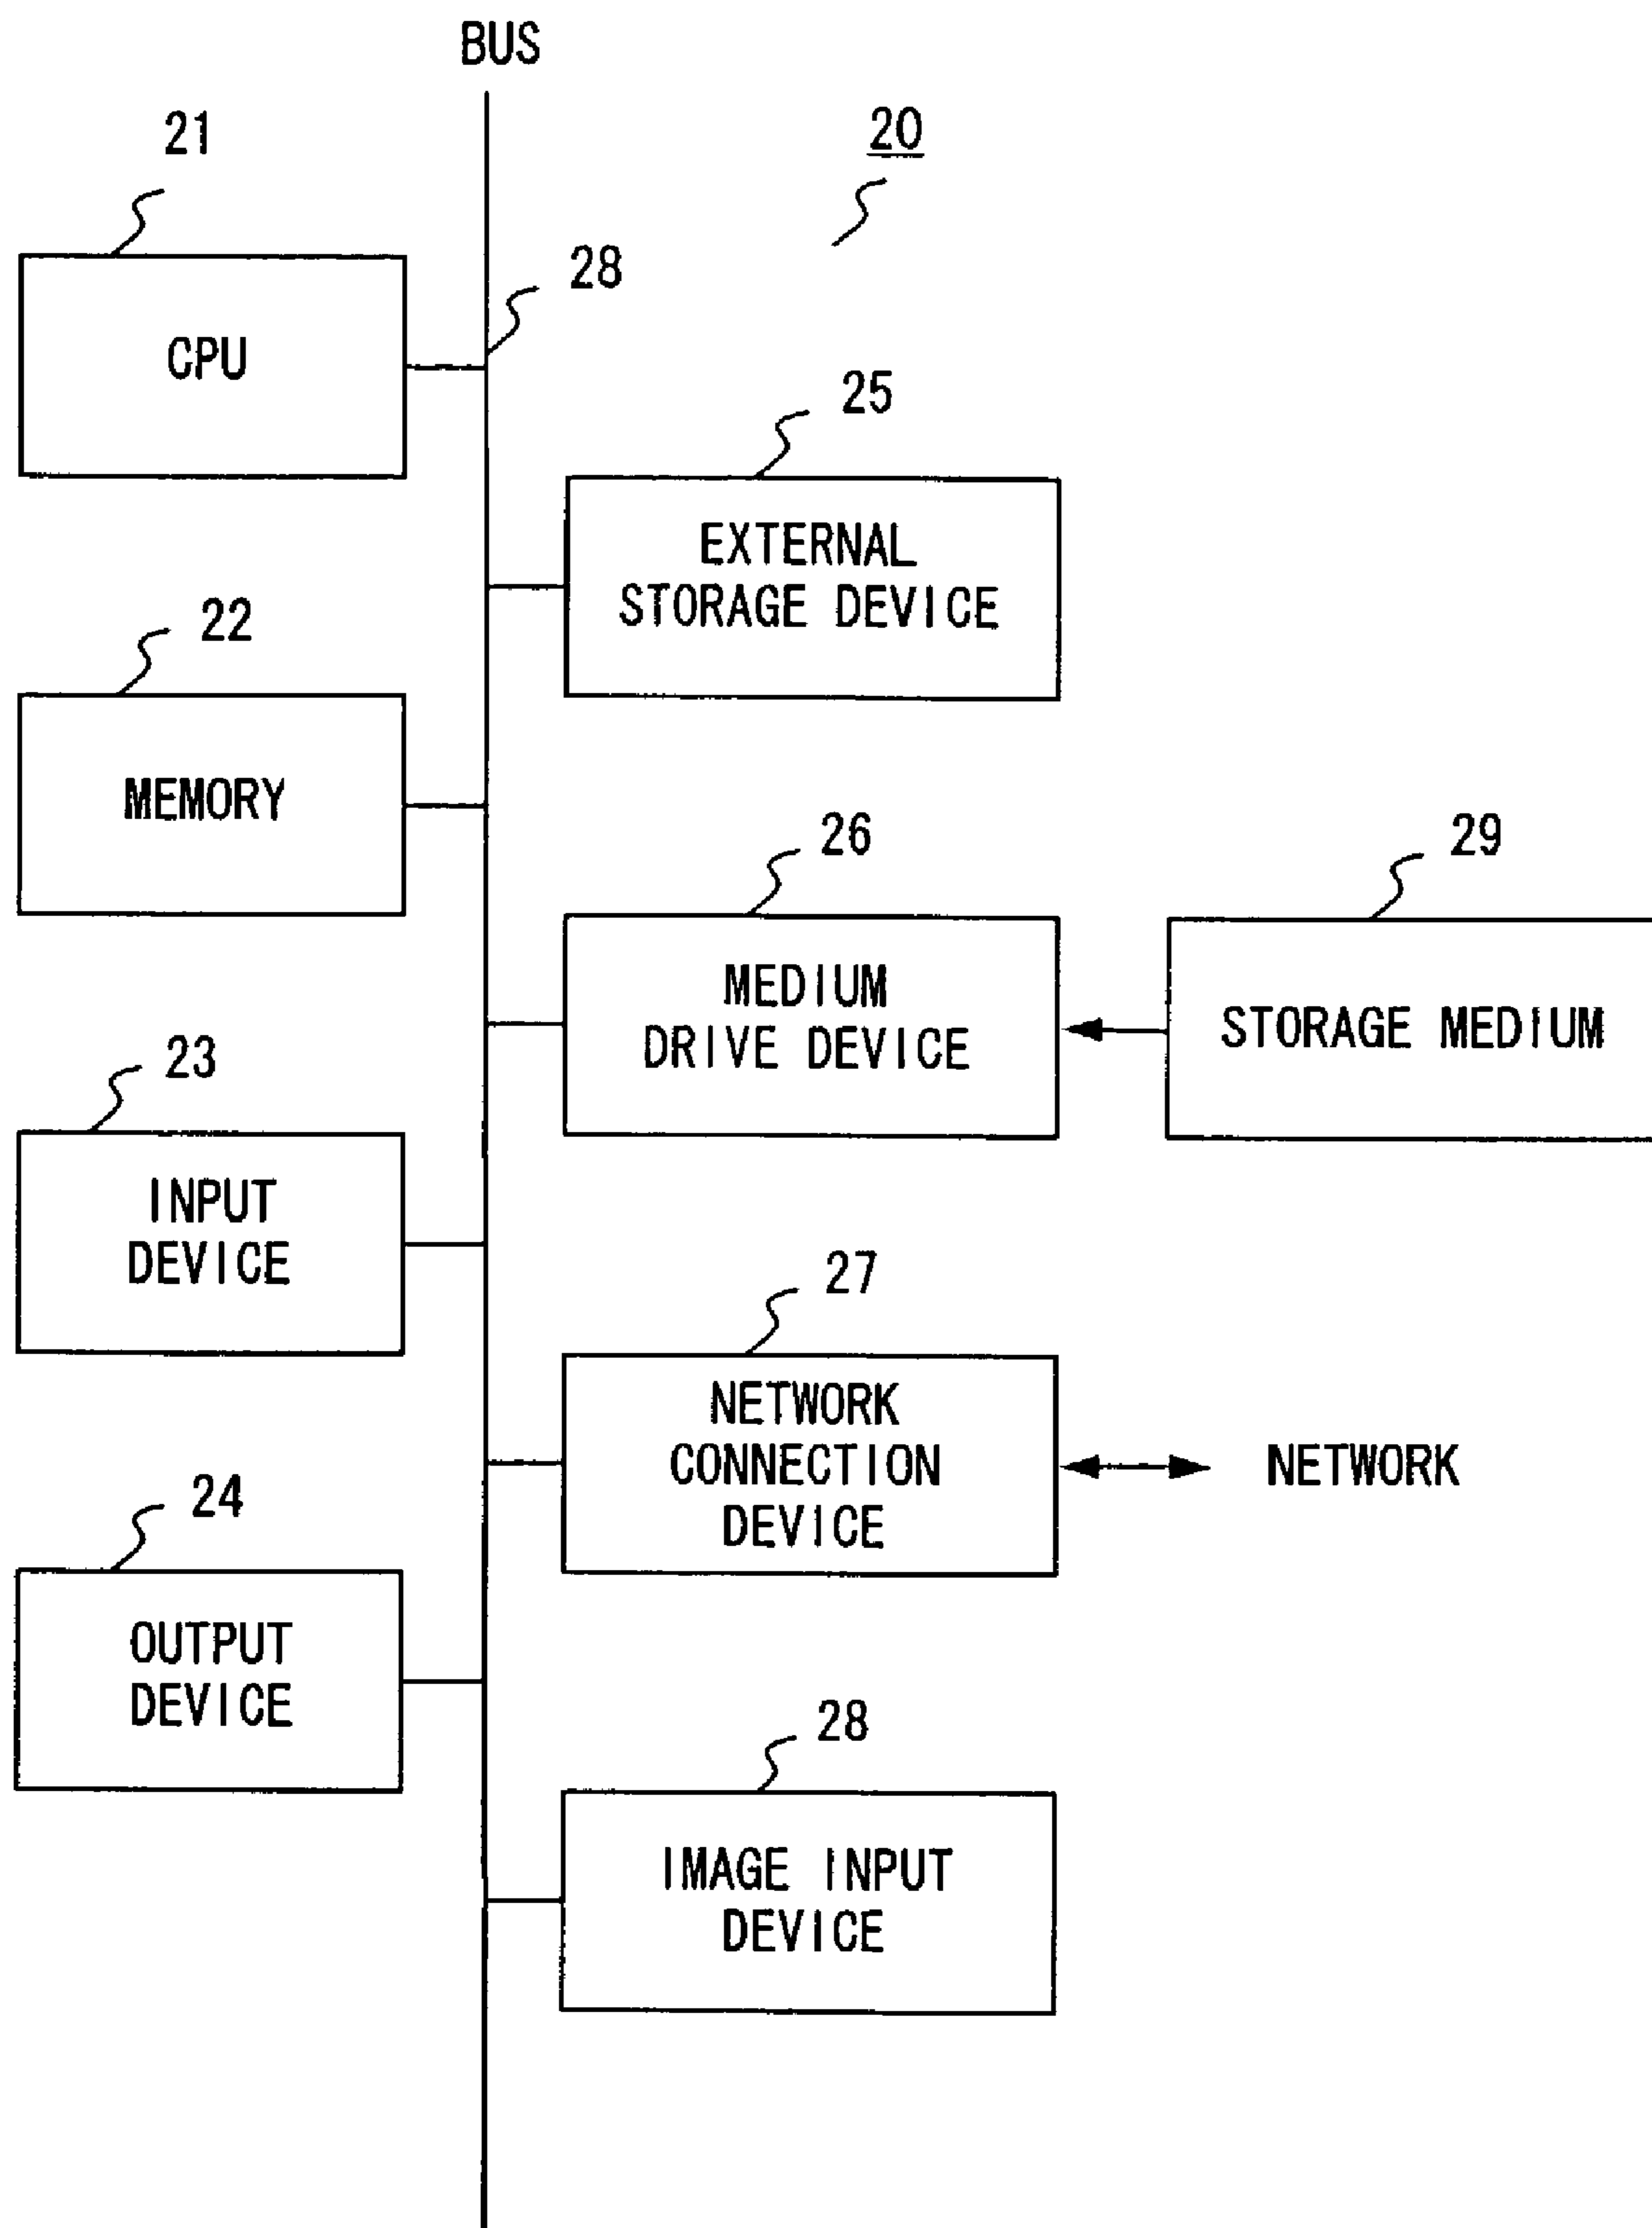 BUS
21
20
28
CPU
25
EXTERNAL
STORAGE DEVICE
22
MEMORY
26
29
MEDIUM
DRIVE DEVICE
STORAGE MEDIUM
23
INPUT
DEVICE
27
NETWORK
CONNECTION
DEVICE
NETWORK
24
OUTPUT
DEVICE
28
IMAGE INPUT
DEVICE